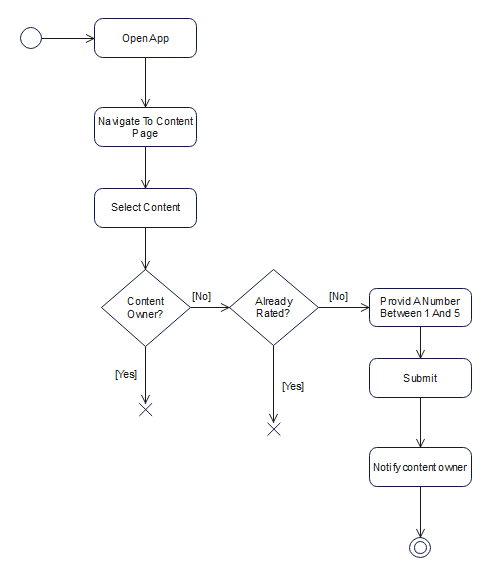 Open App
Navigate To Content
Page
Select Content
Content
Owner?
[No]
Already
Rated?
[No]
Provid A Number
Between 1 And 5
[Yes]
[Yes]
Submit
Notify content owner